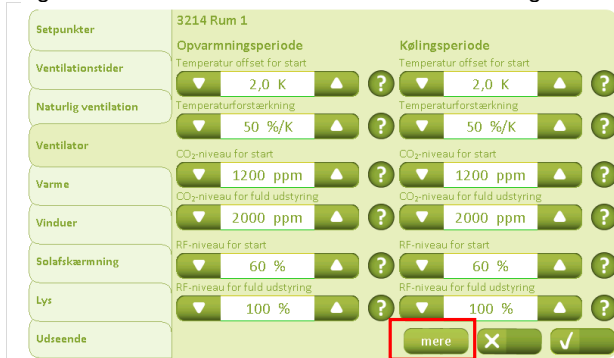 Setpunkter
Ventilationstider
Naturlig ventilation
Ventilator
Varme
Vinduer
Solafskærmning
Lys
Udseende
3214 Rum 1
Opvarmningsperiode
Temperatur offset for start
2,0 K
?
Temperaturforstærkning
50 %/K
?
CO₂-niveau for start
1200 ppm
?
CO₂-niveau for fuld udstyring
2000 ppm
?
RF-niveau for start
60 %
?
RF-niveau for fuld udstyring
100 %
?
Kølingsperiode
Temperatur offset for start
2,0 K
?
Temperaturforstærkning
50 %/K
?
CO₂-niveau for start
1200 ppm
?
CO₂-niveau for fuld udstyring
2000 ppm
?
RF-niveau for start
60 %
?
RF-niveau for fuld udstyring
100 %
?
mere